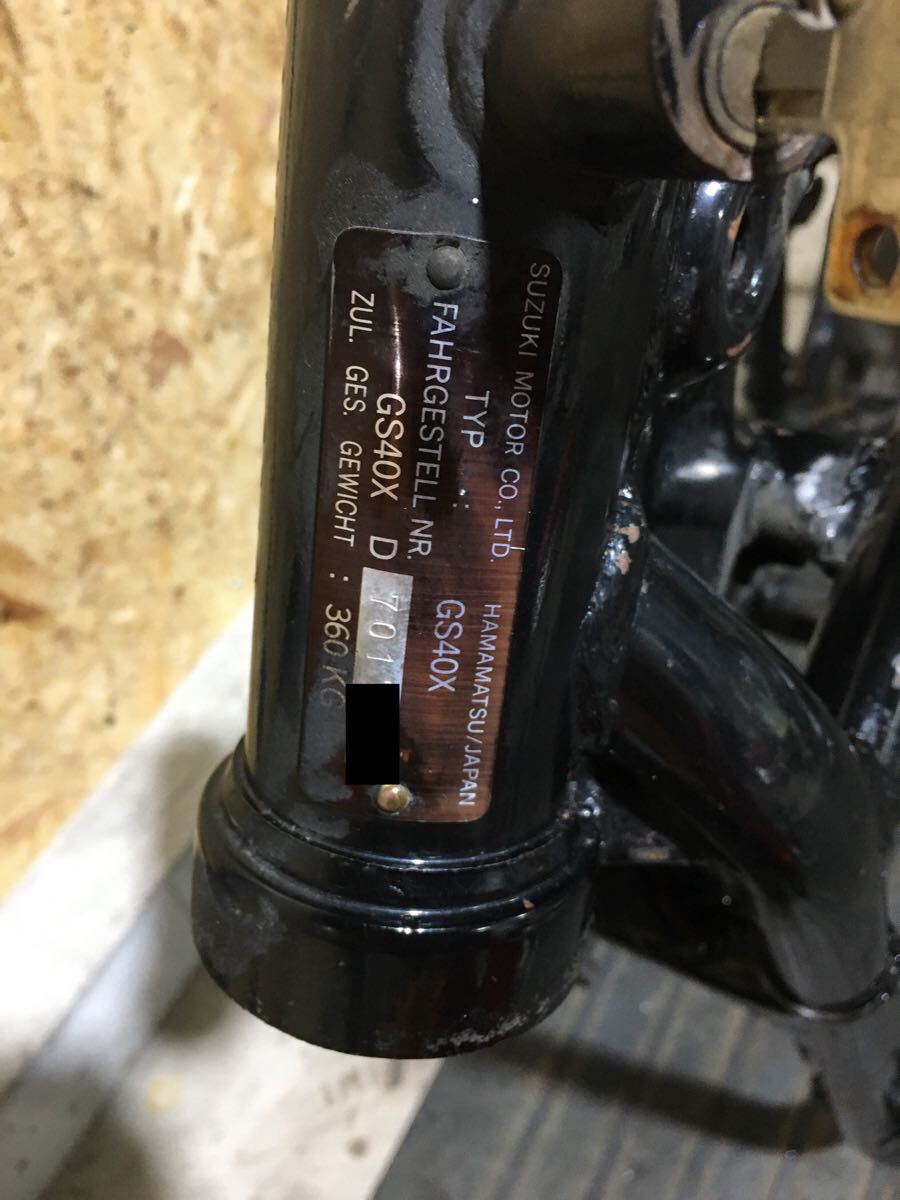 SUZUKI MOTOR CO., LTD. HAMAMATSU/JAPAN
TYP : GS40X
FAHRGESTELL NR.
GS40X D 701
ZUL. GES. GEWICHT : 360 KG